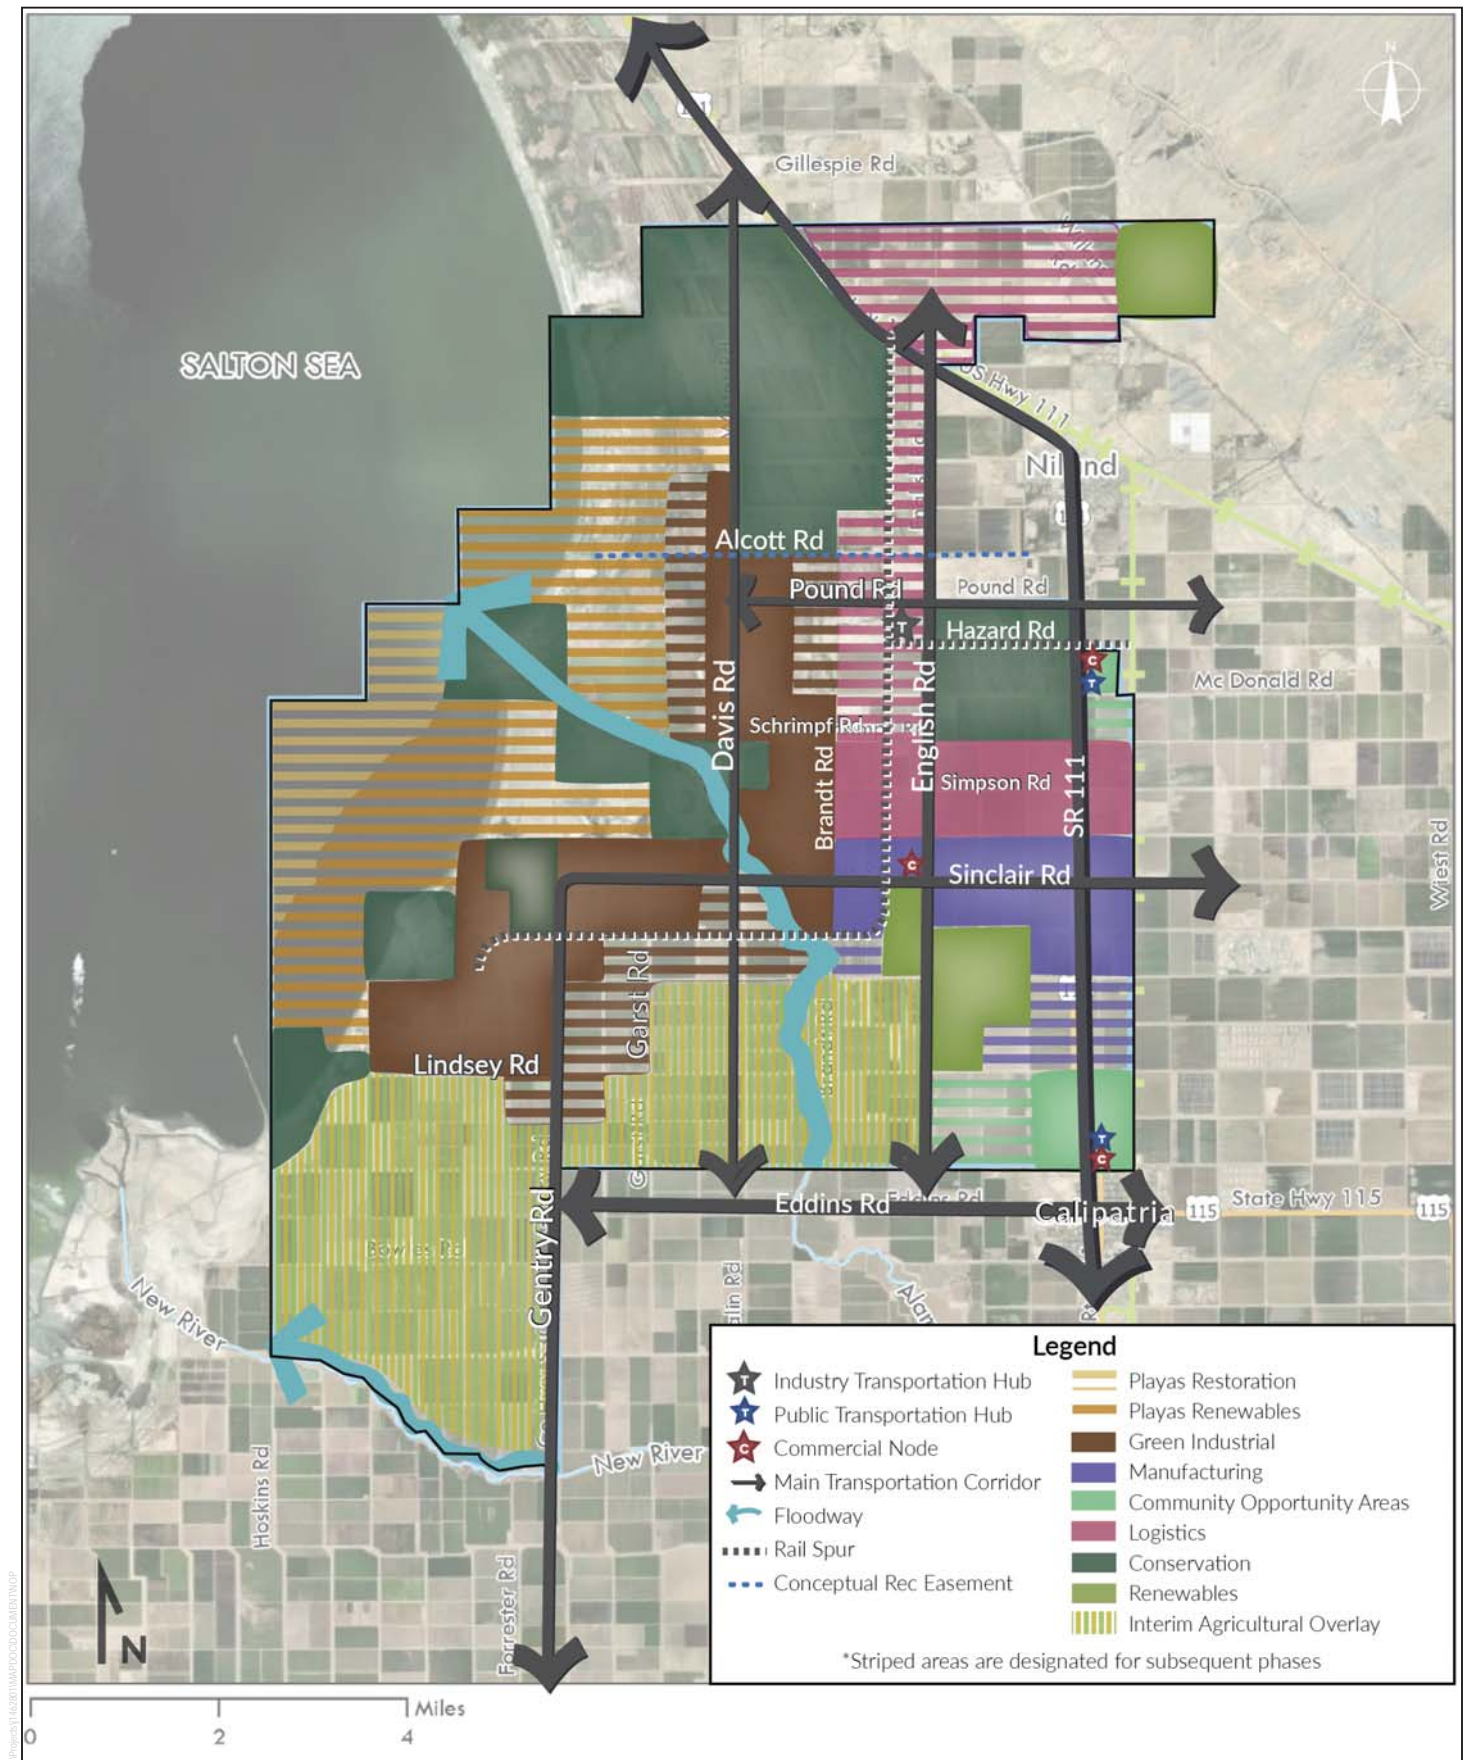 N
111
Gillespie Rd
SALTON SEA
US Hwy 111
Niland
Alcott Rd
Pound Rd
Pound Rd
T
Hazard Rd
C
T
Mc Donald Rd
Davis Rd
English Rd
Schrimpf Rd
Brandt Rd
Simpson Rd
SR 111
Wiest Rd
C
Sinclair Rd
Garst Rd
Lindsey Rd
T
C
Gentry Rd
Eddins Rd
Eddins Rd
Calipatria
115
State Hwy 115
115
Bowles Rd
New River
New River
Hoskins Rd
Forrester Rd
N
Legend
T Industry Transportation Hub
T Public Transportation Hub
C Commercial Node
Main Transportation Corridor
Floodway
Rail Spur
Conceptual Rec Easement
Playas Restoration
Playas Renewables
Green Industrial
Manufacturing
Community Opportunity Areas
Logistics
Conservation
Renewables
Interim Agricultural Overlay
*Striped areas are designated for subsequent phases
Miles
0 2 4